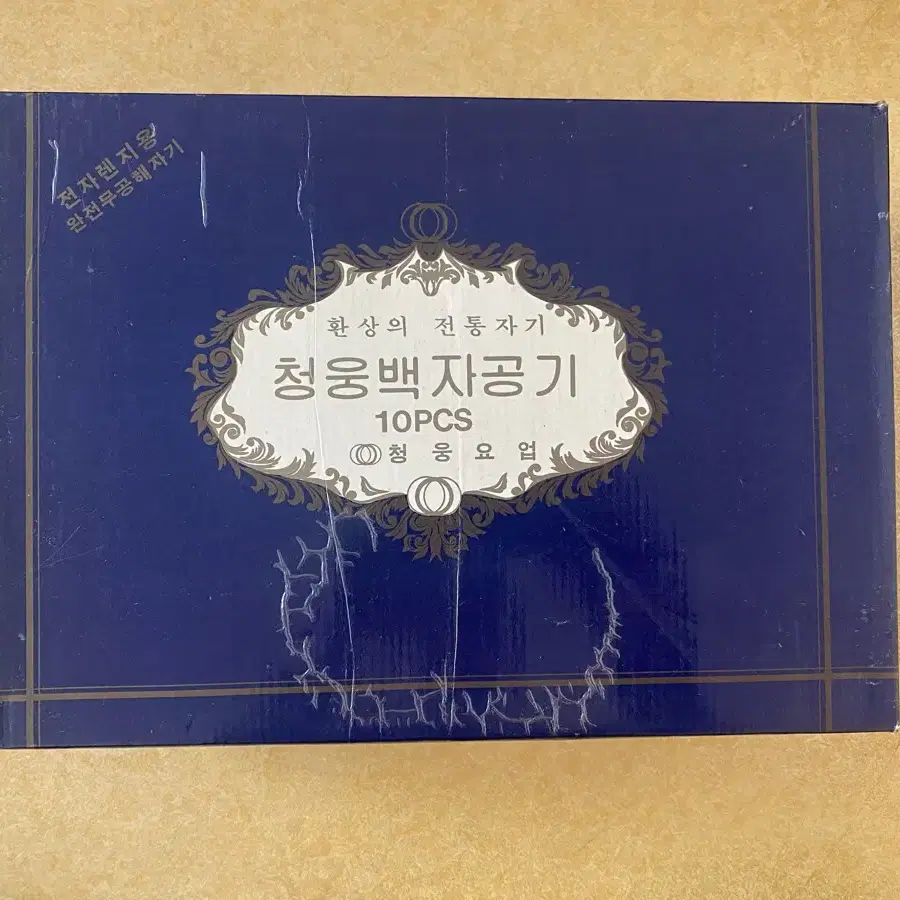 전자렌지용
완전무공해자기
환상의 전통자기
청웅백자공기
10PCS
청웅요업